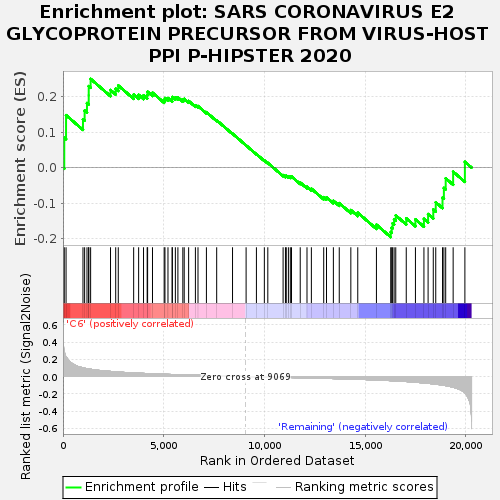 Enrichment plot: SARS CORONAVIRUS E2
GLYCOPROTEIN PRECURSOR FROM VIRUS-HOST
PPI P-HIPSTER 2020
Enrichment score (ES)
0.2
0.1
0.0
-0.1
-0.2
'C6' (positively correlated)
Ranking list metric (Signal2Noise)
0.6
0.4
0.2
0.0
-0.2
-0.4
-0.6
Zero cross at 9069
'Remaining' (negatively correlated)
0
5,000
10,000
15,000
20,000
Rank in Ordered Dataset
Enrichment profile
Hits
Ranking metric scores